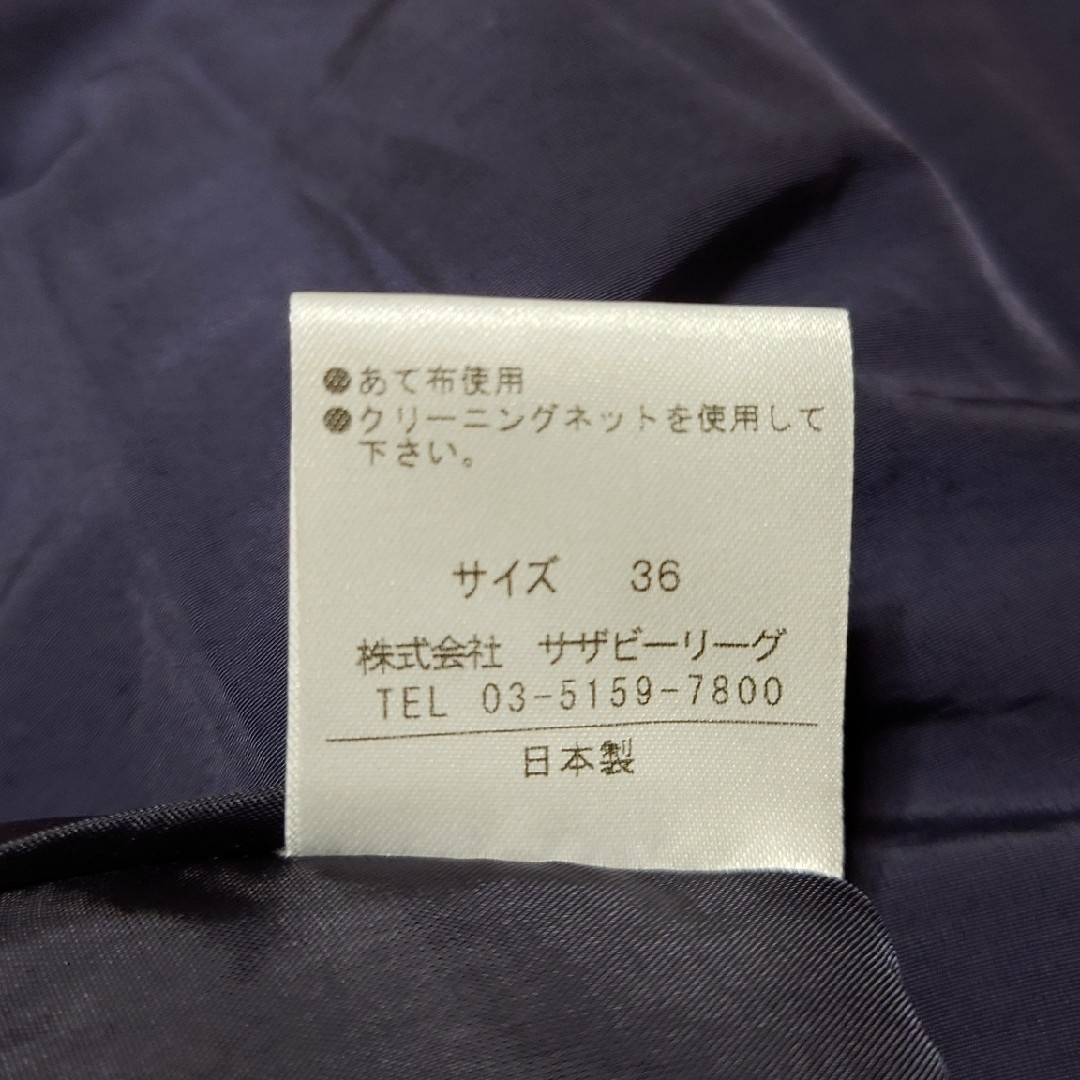 ●あて布使用
●クリーニングネットを使用して
下さい。
サイズ 36
株式会社 サザビーリーグ
TEL 03-5159-7800
日本製